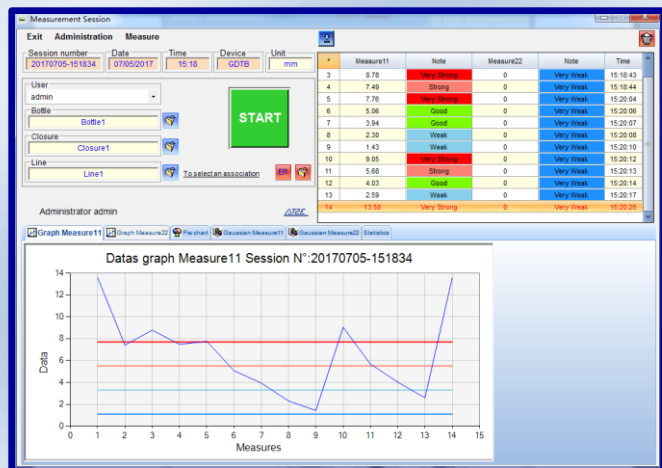 Measurement Session
Exit Administration Measure
Session number Date Time Device Unit
20170705-151834 07/05/2017 15:18 GDTB mm
User
admin
Bottle
Bottle1
Closure
Closure1
Line
Line1
START
To select an association
ER
Administrator admin
ATEC
* Measure11 Note Measure22 Note Time
3 8.78 Very Strong 0 Very Weak 15:18:43
4 7.49 Strong 0 Very Weak 15:18:44
5 7.76 Very Strong 0 Very Weak 15:20:04
6 5.06 Good 0 Very Weak 15:20:06
7 3.94 Good 0 Very Weak 15:20:07
8 2.30 Weak 0 Very Weak 15:20:08
9 1.43 Weak 0 Very Weak 15:20:10
10 9.05 Very Strong 0 Very Weak 15:20:12
11 5.68 Strong 0 Very Weak 15:20:13
12 4.03 Good 0 Very Weak 15:20:14
13 2.59 Weak 0 Very Weak 15:20:17
14 13.58 Very Strong 0 Very Weak 15:20:25
Graph Measure11 Graph Measure22 Pie chart Gaussian Measure11 Gaussian Measure22 Statistics
Datas graph Measure11 Session N°:20170705-151834
Data
14
12
10
8
6
4
2
0
0 1 2 3 4 5 6 7 8 9 10 11 12 13 14 15
Measures